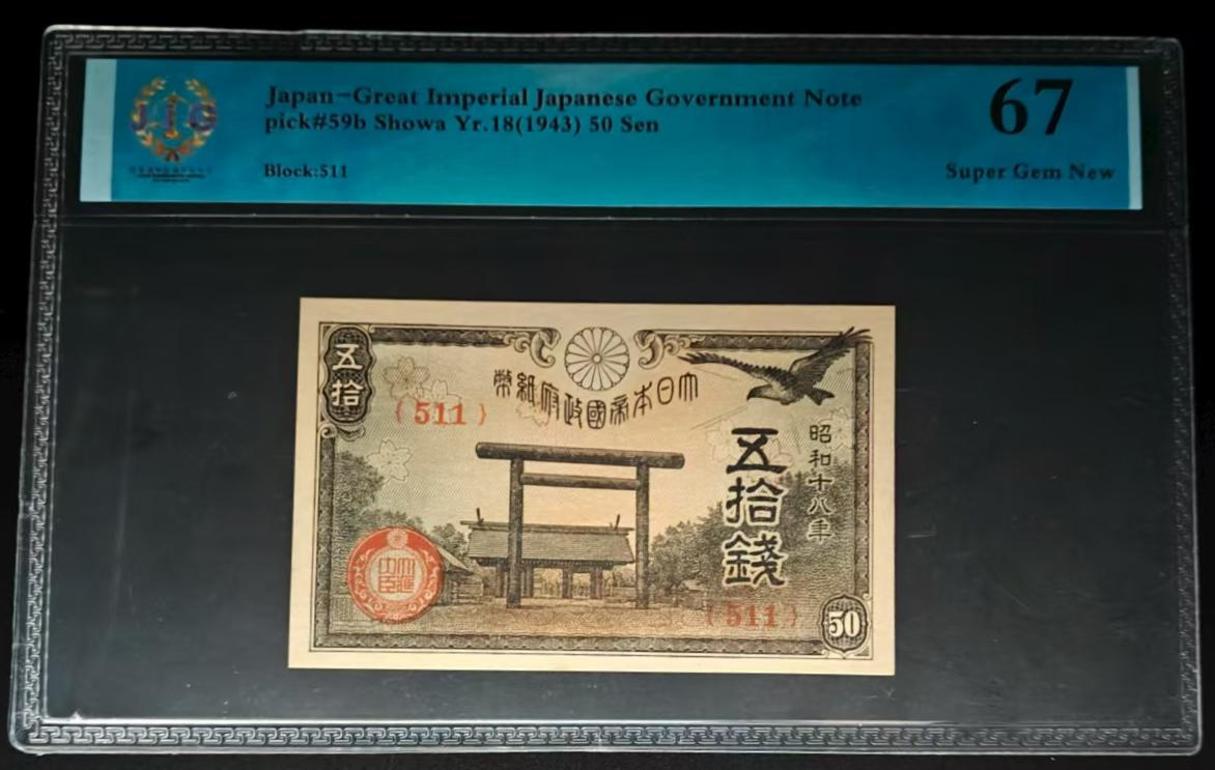 Japan-Great Imperial Japanese Government Note
pick#59b Showa Yr.18(1943) 50 Sen
Block:511
67
Super Gem New
五拾
大日本帝國政府紙幣
(511)
昭和十八年
五拾錢
(511)
50